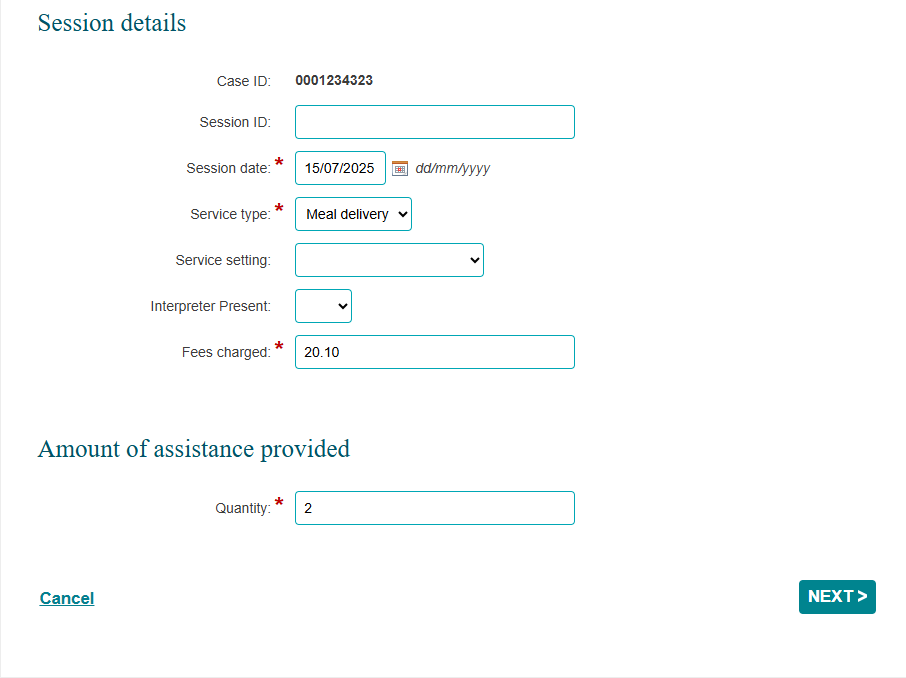 Session details
Case ID: 0001234323
Session ID:
Session date: * 15/07/2025 dd/mm/yyyy
Service type: * Meal delivery
Service setting:
Interpreter Present:
Fees charged: * 20.10
Amount of assistance provided
Quantity: * 2
Cancel NEXT >